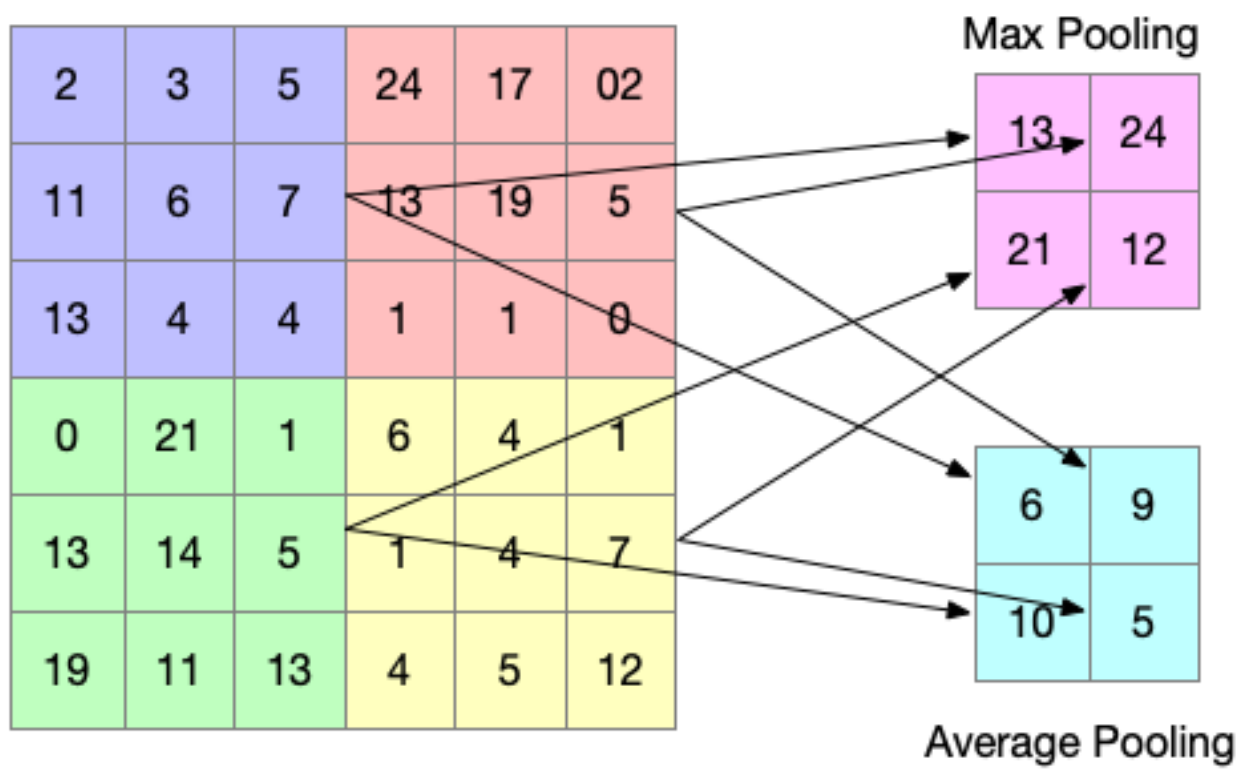 Max Pooling
2 3 5 24 17 02
11 6 7 13 19 5
13 4 4 1 1 0
0 21 1 6 4 1
13 14 5 1 4 7
19 11 13 4 5 12
13 24
21 12
6 9
10 5
Average Pooling